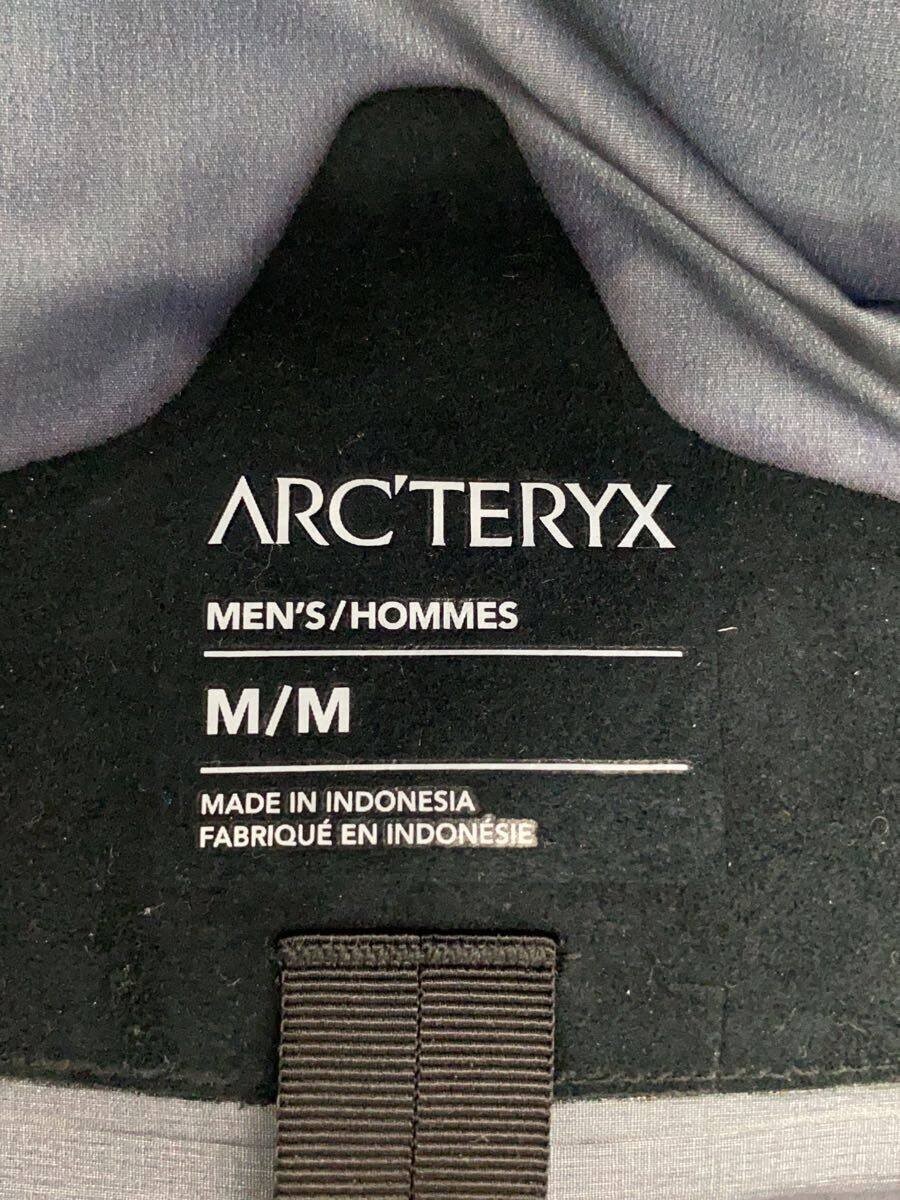 ARC'TERYX
MEN'S/HOMMES
M/M
MADE IN INDONESIA
FABRIQUÉ EN INDONÉSIE